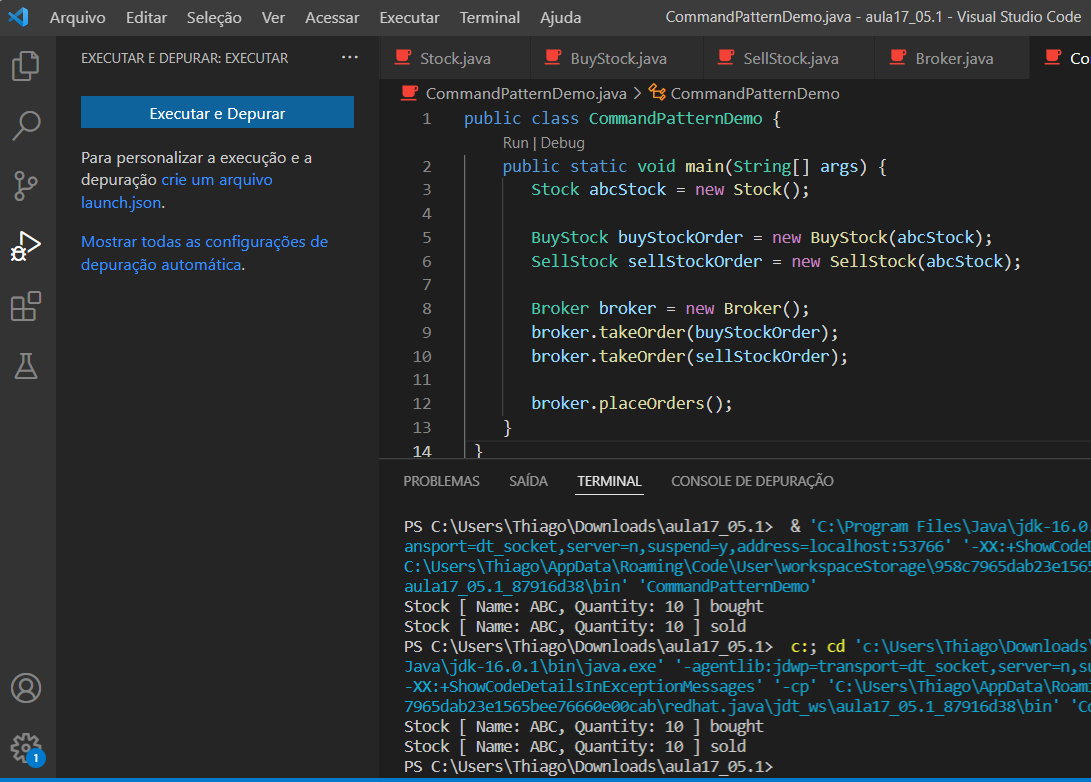 Arquivo Editar Seleção Ver Acessar Executar Terminal Ajuda CommandPatternDemo.java - aula17_05.1 - Visual Studio Code
EXECUTAR E DEPURAR: EXECUTAR ...
Executar e Depurar
Para personalizar a execução e a
depuração crie um arquivo
launch.json.
Mostrar todas as configurações de
depuração automática.
1
Stock.java BuyStock.java SellStock.java Broker.java Co
CommandPatternDemo.java > CommandPatternDemo
1 public class CommandPatternDemo {
Run | Debug
2 public static void main(String[] args) {
3 Stock abcStock = new Stock();
4
5 BuyStock buyStockOrder = new BuyStock(abcStock);
6 SellStock sellStockOrder = new SellStock(abcStock);
7
8 Broker broker = new Broker();
9 broker.takeOrder(buyStockOrder);
10 broker.takeOrder(sellStockOrder);
11
12 broker.placeOrders();
13 }
14 }
PROBLEMAS SAÍDA TERMINAL CONSOLE DE DEPURAÇÃO
PS C:\Users\Thiago\Downloads\aula17_05.1> & 'C:\Program Files\Java\jdk-16.0
ansport=dt_socket,server=n,suspend=y,address=localhost:53766' '-XX:+ShowCodeD
C:\Users\Thiago\AppData\Roaming\Code\User\workspaceStorage\958c7965dab23e1565
aula17_05.1_87916d38\bin' 'CommandPatternDemo'
Stock [ Name: ABC, Quantity: 10 ] bought
Stock [ Name: ABC, Quantity: 10 ] sold
PS C:\Users\Thiago\Downloads\aula17_05.1> c:; cd 'c:\Users\Thiago\Downloads\
Java\jdk-16.0.1\bin\java.exe' '-agentlib:jdwp=transport=dt_socket,server=n,su
-XX:+ShowCodeDetailsInExceptionMessages' '-cp' 'C:\Users\Thiago\AppData\Roami
7965dab23e1565bee76660e00cab\redhat.java\jdt_ws\aula17_05.1_87916d38\bin' 'Co
Stock [ Name: ABC, Quantity: 10 ] bought
Stock [ Name: ABC, Quantity: 10 ] sold
PS C:\Users\Thiago\Downloads\aula17_05.1>